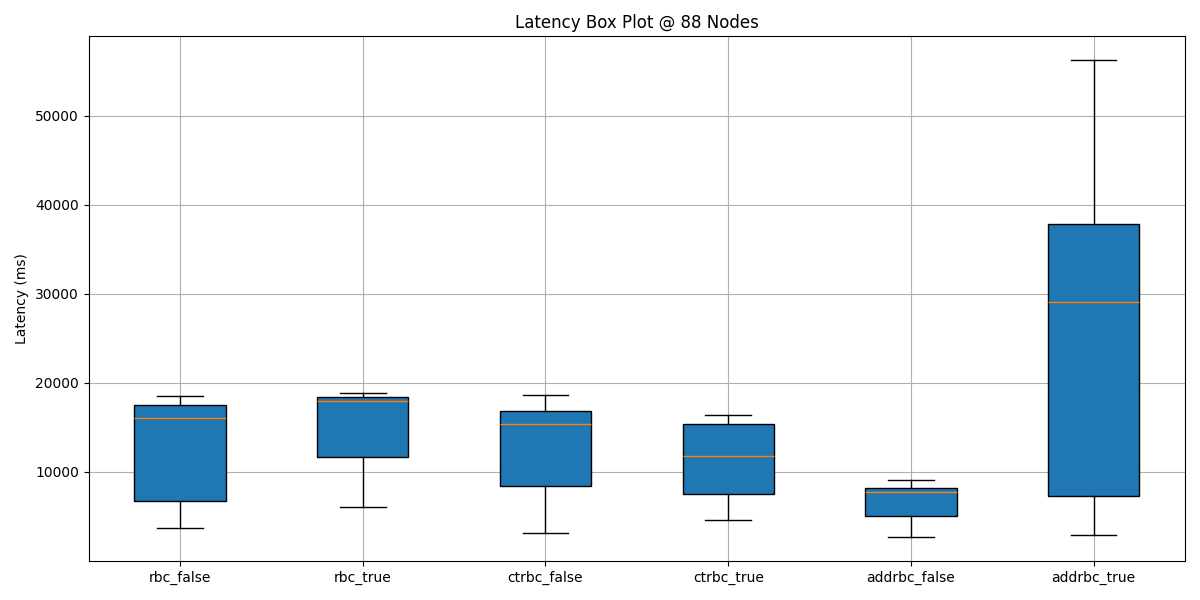 Latency Box Plot @ 88 Nodes
Latency (ms)
50000
40000
30000
20000
10000
rbc_false
rbc_true
ctrbc_false
ctrbc_true
addrbc_false
addrbc_true